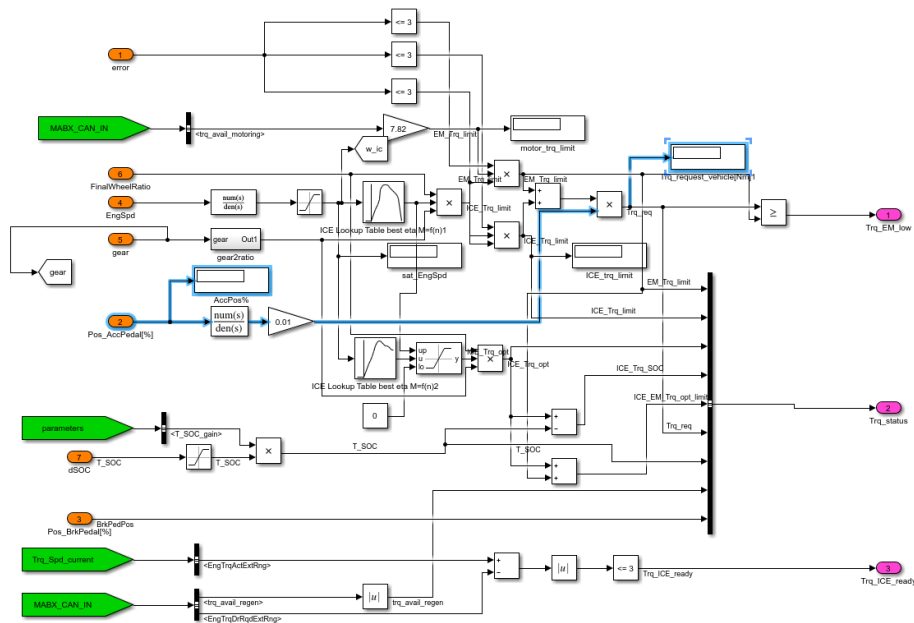 <= 3
1
error
<= 3
<= 3
MABX_CAN_IN
<trq_avail_motoring>
7.82
EM_Trq_limit
motor_trq_limit
w_ic
6
FinalWheelRatio
EM_Trq_limit
EM_Trq_limit
×
4
EngSpd
num(s)
den(s)
ICE Lookup Table best eta M=f(n)1
×
ICE_Trq_limit
+
+
×
Trq_req
≥
1
Trq_EM_low
5
gear
gear
Out1
gear2ratio
×
ICE_Trq_limit
gear
sat_EngSpd
ICE_trq_limit
AccPos%
EM_Trq_limit
2
Pos_AccPedal[%]
num(s)
den(s)
0.01
ICE_Trq_limit
ICE Lookup Table best eta M=f(n)2
up
u
lo
y
×
ICE_Trq_opt
ICE_Trq_SOC
0
ICE_EM_Trq_opt_limit
2
Trq_status
parameters
<T_SOC_gain>
+
−
Trq_req
7
dSOC
T_SOC
T_SOC
×
T_SOC
T_SOC
+
+
3
Pos_BrkPedal[%]
BrkPedPos
Trq_Spd_current
<EngTrqActExtRng>
+
−
|u|
<= 3
Trq_ICE_ready
3
Trq_ICE_ready
MABX_CAN_IN
<trq_avail_regen>
|u|
trq_avail_regen
<EngTrqDrRqdExtRng>